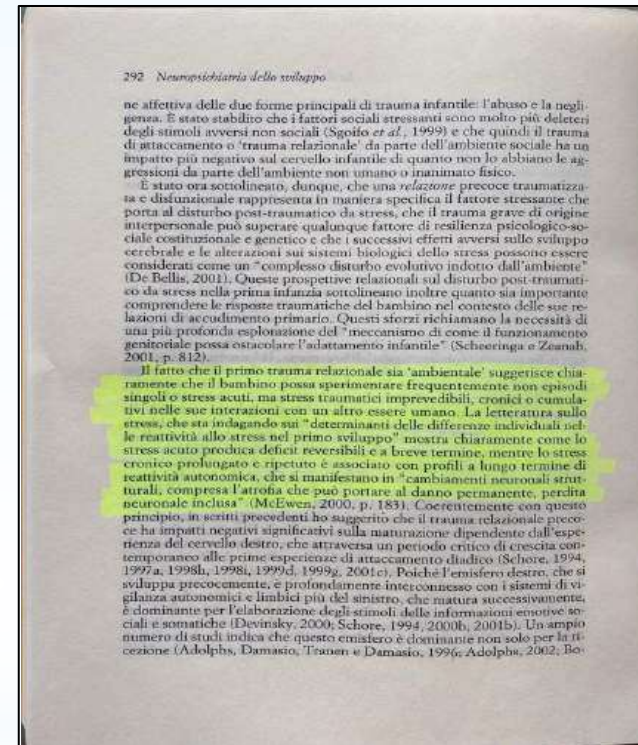 292 Neuropsichiatria dello sviluppo
ne affettiva delle due forme principali di trauma infantile: l'abuso e la negli-
genza. È stato stabilito che i fattori sociali stressanti sono molto più deleteri
degli stimoli avversi non sociali (Sgoifo et al., 1999) e che quindi il trauma
di attaccamento o 'trauma relazionale' da parte dell'ambiente sociale ha un
impatto più negativo sul cervello infantile di quanto non lo abbiano le ag-
gressioni da parte dell'ambiente non umano o inanimato fisico.
È stato ora sottolineato, dunque, che una relazione precoce traumatizza-
ta e disfunzionale rappresenta in maniera specifica il fattore stressante che
porta al disturbo post-traumatico da stress, che il trauma grave di origine
interpersonale può superare qualunque fattore di resilienza psicologico-so-
ciale costituzionale e genetico e che i successivi effetti avversi sullo sviluppo
cerebrale e le alterazioni sui sistemi biologici dello stress possono essere
considerati come un "complesso disturbo evolutivo indotto dall'ambiente"
(De Bellis, 2001). Queste prospettive relazionali sul disturbo post-traumati-
co da stress nella prima infanzia sottolineano inoltre quanto sia importante
comprendere le risposte traumatiche del bambino nel contesto delle sue re-
lazioni di accudimento primario. Questi sforzi richiamano la necessità di
una più profonda esplorazione del "meccanismo di come il funzionamento
genitoriale possa ostacolare l'adattamento infantile" (Scheeringa e Zeanah,
2001, p. 812).
Il fatto che il primo trauma relazionale sia 'ambientale' suggerisce chia-
ramente che il bambino possa sperimentare frequentemente non episodi
singoli o stress acuti, ma stress traumatici imprevedibili, cronici o cumula-
tivi nelle sue interazioni con un altro essere umano. La letteratura sullo
stress, che sta indagando sui "determinanti delle differenze individuali nel-
le reattività allo stress nel primo sviluppo" mostra chiaramente come lo
stress acuto produca deficit reversibili e a breve termine, mentre lo stress
cronico prolungato e ripetuto è associato con profili a lungo termine di
reattività autonomica, che si manifestano in "cambiamenti neuronali strut-
turali, compresa l'atrofia che può portare al danno permanente, perdita
neuronale inclusa" (McEwen, 2000, p. 183). Coerentemente con questo
principio, in scritti precedenti ho suggerito che il trauma relazionale preco-
ce ha impatti negativi significativi sulla maturazione dipendente dall'espe-
rienza del cervello destro, che attraversa un periodo critico di crescita con-
temporaneo alle prime esperienze di attaccamento diadico (Schore, 1994,
1997a, 1998h, 1998i, 1999d, 1999g, 2001c). Poiché l'emisfero destro, che si
sviluppa precocemente, è profondamente interconnesso con i sistemi di vi-
gilanza autonomici e limbici più del sinistro, che matura successivamente,
è dominante per l'elaborazione degli stimoli delle informazioni emotive so-
ciali e somatiche (Devinsky, 2000; Schore, 1994, 2000b, 2001b). Un ampio
numero di studi indica che questo emisfero è dominante non solo per la ri-
cezione (Adolphs, Damasio, Tranen e Damasio, 1996; Adolphs, 2002; Bo-